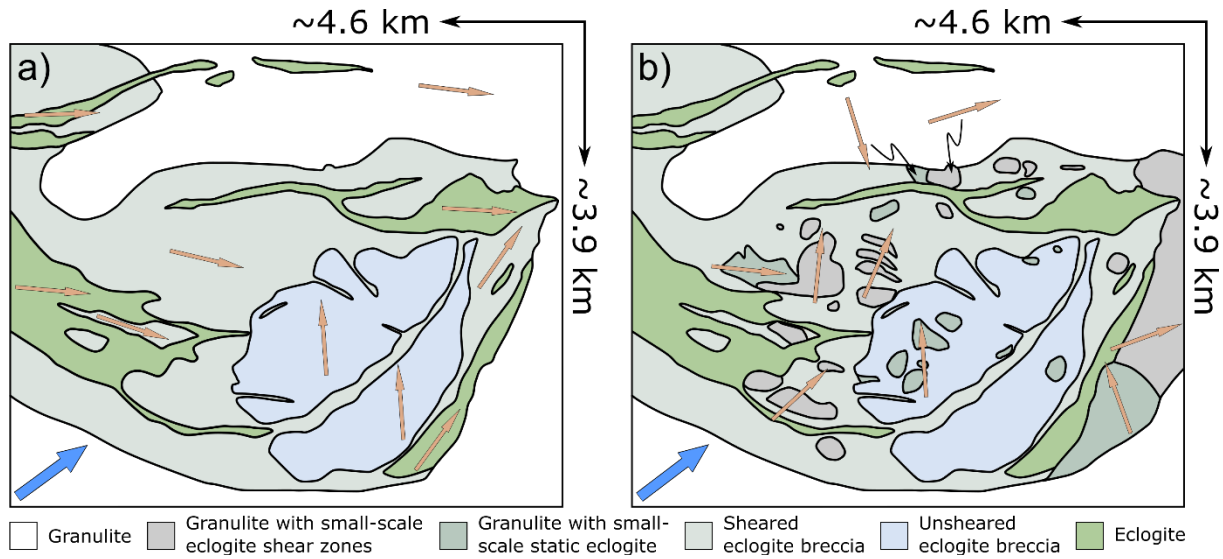 ~4.6 km
~4.6 km
a)
b)
~3.9 km
~3.9 km
Granulite
Granulite with small-scale
eclogite shear zones
Granulite with small-
scale static eclogite
Sheared
eclogite breccia
Unsheared
eclogite breccia
Eclogite